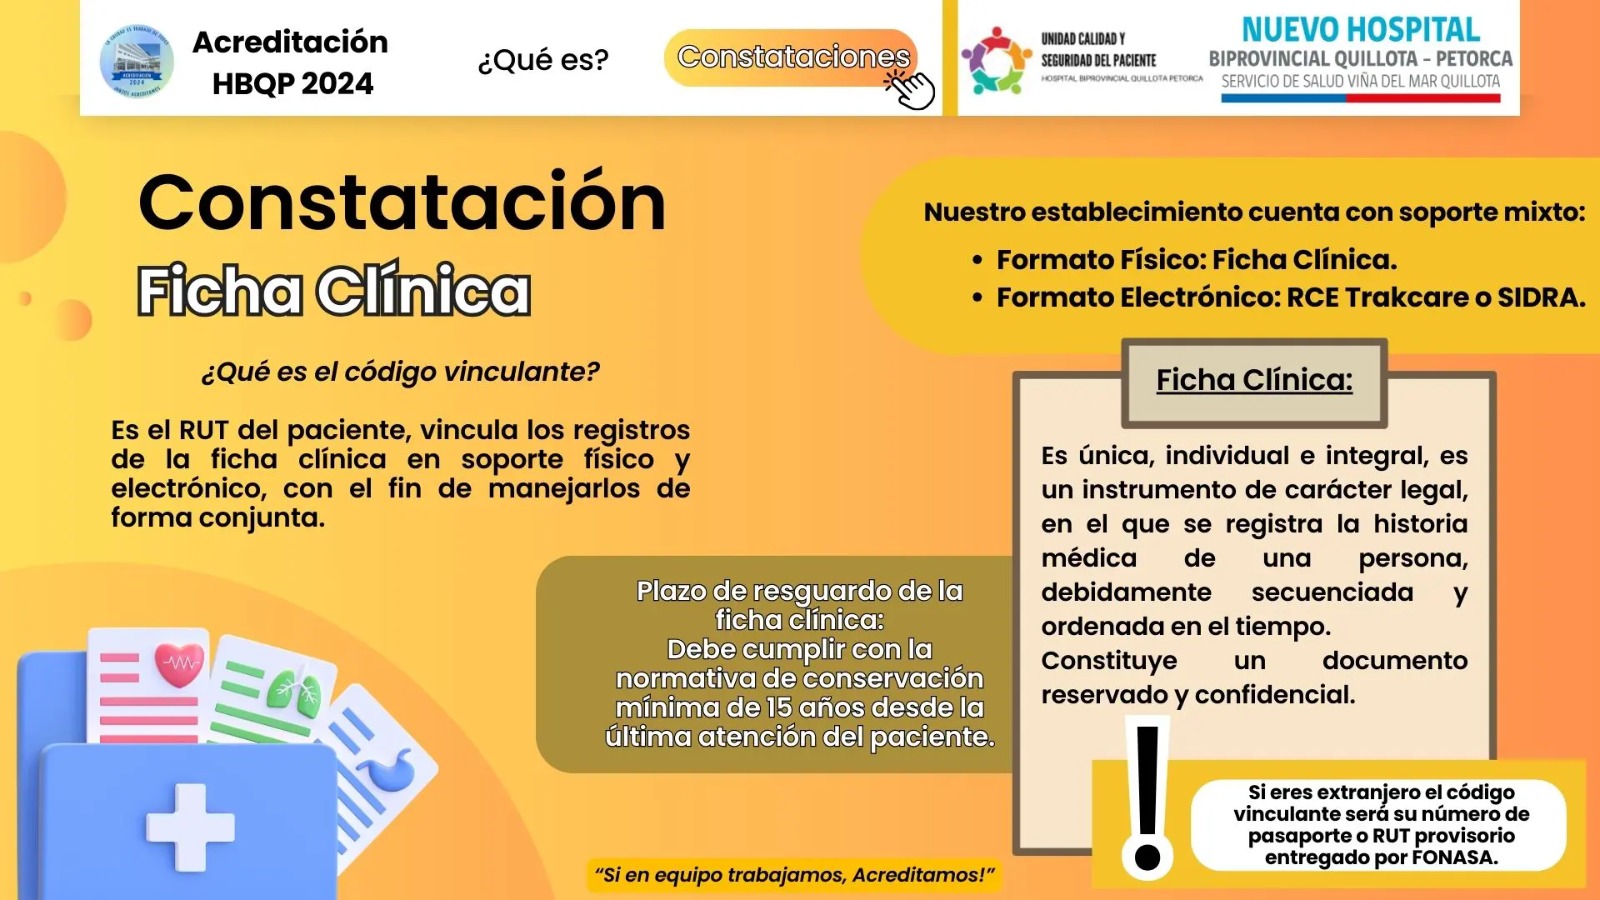 Acreditación
HBQP 2024
¿Qué es?
Constataciones
UNIDAD CALIDAD Y
SEGURIDAD DEL PACIENTE
HOSPITAL BIPROVINCIAL QUILLOTA PETORCA
NUEVO HOSPITAL
BIPROVINCIAL QUILLOTA - PETORCA
SERVICIO DE SALUD VIÑA DEL MAR QUILLOTA
Constatación
Ficha Clínica
¿Qué es el código vinculante?
Es el RUT del paciente, vincula los registros
de la ficha clínica en soporte físico y
electrónico, con el fin de manejarlos de
forma conjunta.
Nuestro establecimiento cuenta con soporte mixto:
• Formato Físico: Ficha Clínica.
• Formato Electrónico: RCE Trakcare o SIDRA.
Ficha Clínica:
Es única, individual e integral, es
un instrumento de carácter legal,
en el que se registra la historia
médica de una persona,
debidamente secuenciada y
ordenada en el tiempo.
Constituye un documento
reservado y confidencial.
Plazo de resguardo de la
ficha clínica:
Debe cumplir con la
normativa de conservación
mínima de 15 años desde la
última atención del paciente.
Si eres extranjero el código
vinculante será su número de
pasaporte o RUT provisorio
entregado por FONASA.
“Si en equipo trabajamos, Acreditamos!”